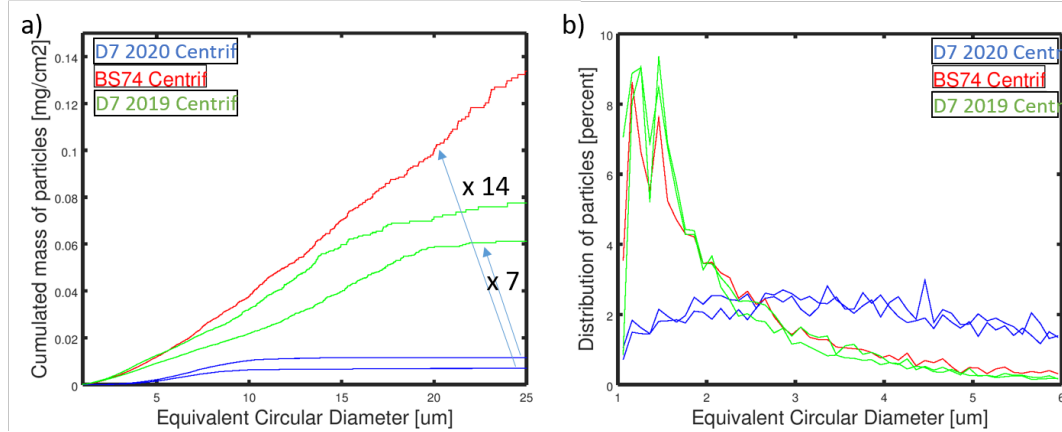 a)
D7 2020 Centrif
BS74 Centrif
D7 2019 Centrif
x 14
x 7
Cumulated mass of particles [mg/cm2]
0.14
0.12
0.1
0.08
0.06
0.04
0.02
0
5
10
15
20
25
Equivalent Circular Diameter [um]
b)
D7 2020 Centrif
BS74 Centrif
D7 2019 Centr
Distribution of particles [percent]
10
8
6
4
2
0
1
2
3
4
5
6
Equivalent Circular Diameter [um]